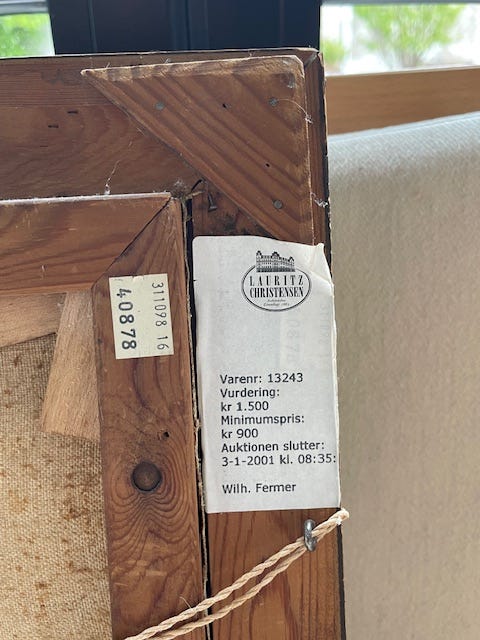 311098 16
40878
LAURITZ
CHRISTENSEN
Varenr: 13243
Vurdering:
kr 1.500
Minimumspris:
kr 900
Auktionen slutter:
3-1-2001 kl. 08:35:
Wilh. Fermer